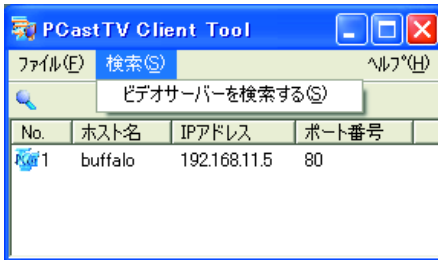 PCastTV Client Tool
ファイル(F) 検索(S) ヘルプ(H)
ビデオサーバーを検索する(S)
No. ホスト名 IPアドレス ポート番号
1 buffalo 192.168.11.5 80